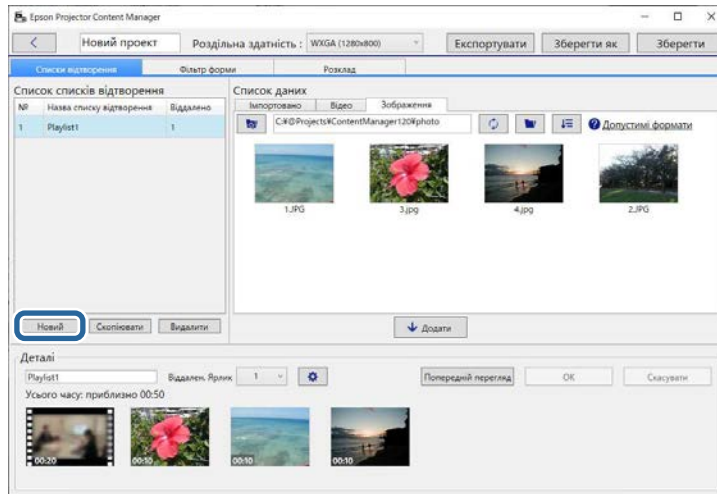 Epson Projector Content Manager
Новий проект Роздільна здатність : WXGA (1280x800) Експортувати Зберегти як Зберегти
Списки відтворення Фільтр форми Розклад
Список списків відтворення Список даних
№ Назва списку відтворення Віддалено Імпортовано Відео Зображення
1 Playlist1 1 C:¥@Projects¥ContentManager120¥photo Допустимі формати
1.JPG 3.jpg 4.jpg 2.JPG
Новий Скопіювати Видалити Додати
Деталі
Playlist1 Віддален. Ярлик 1 Попередній перегляд OK Скасувати
Усього часу: приблизно 00:50
00:20 00:10 00:10 00:10